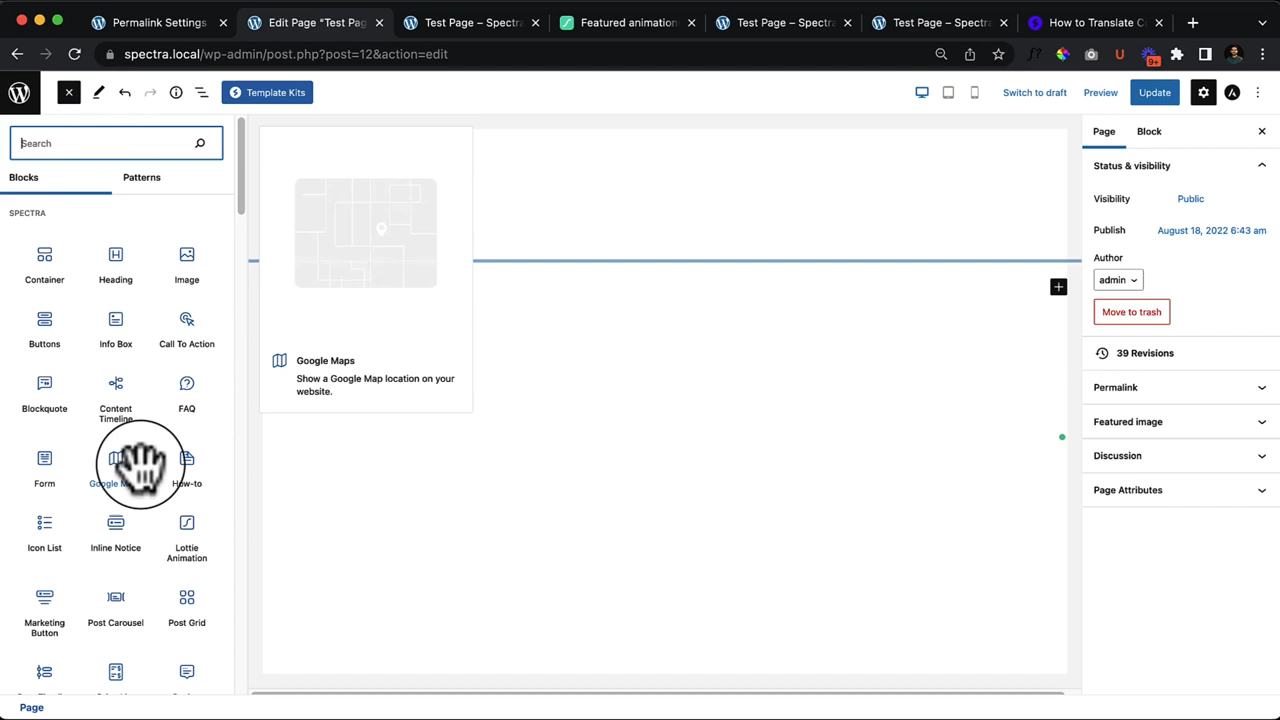 Permalink Settings
Edit Page "Test Pag
Test Page – Spectra
Featured animation
Test Page – Spectra
Test Page – Spectra
How to Translate C
spectra.local/wp-admin/post.php?post=12&action=edit
9+
Template Kits
Switch to draft
Preview
Update
Search
Blocks
Patterns
SPECTRA
Container
Heading
Image
Buttons
Info Box
Call To Action
Blockquote
Content
Timeline
FAQ
Form
How-to
Icon List
Inline Notice
Lottie
Animation
Marketing
Button
Post Carousel
Post Grid
Google Maps
Show a Google Map location on your
website.
Page
Block
Status & visibility
Visibility
Public
Publish
August 18, 2022 6:43 am
Author
admin
Move to trash
39 Revisions
Permalink
Featured image
Discussion
Page Attributes
Page